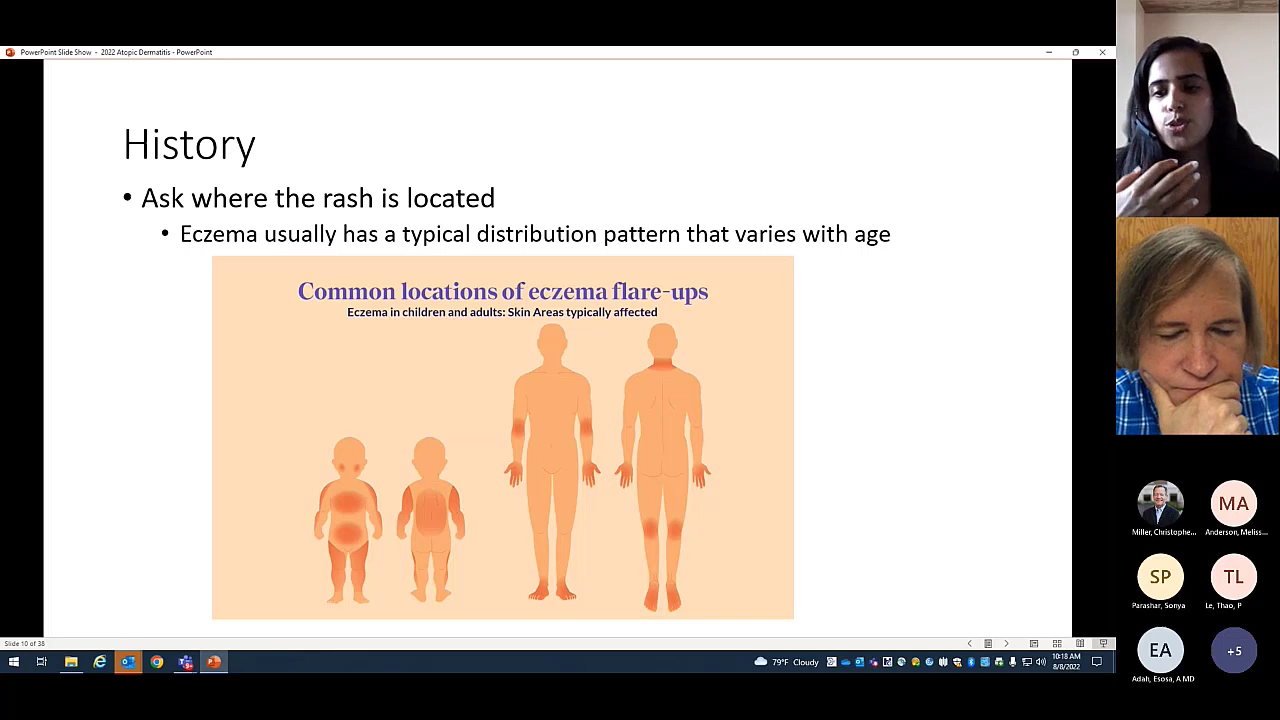 PowerPoint Slide Show - 2022 Atopic Dermatitis - PowerPoint
History
• Ask where the rash is located
• Eczema usually has a typical distribution pattern that varies with age
Common locations of eczema flare-ups
Eczema in children and adults: Skin Areas typically affected
Slide 10 of 38
79°F Cloudy
10:18 AM
8/8/2022
Miller, Christophe...
MA
Anderson, Meliss...
SP
Parashar, Sonya
TL
Le, Thao, P
EA
Adah, Esosa, A MD
+5